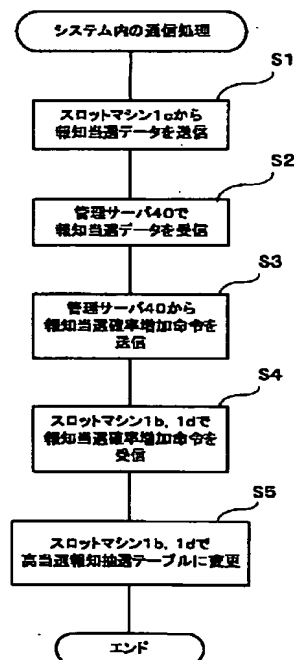 システム内の通信処理
S1
スロットマシン1cから
報知当選データを送信
S2
管理サーバ40で
報知当選データを受信
S3
管理サーバ40から
報知当選確率増加命令を
送信
S4
スロットマシン1b，1dで
報知当選確率増加命令を
受信
S5
スロットマシン1b，1dで
高当選報知抽選テーブルに変更
エンド